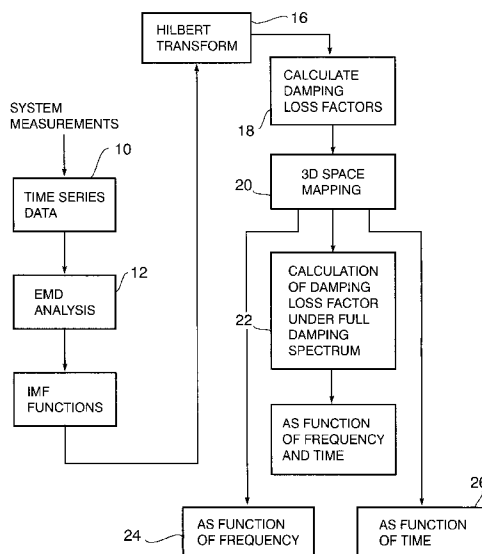 SYSTEM
MEASUREMENTS
10
TIME SERIES
DATA
12
EMD
ANALYSIS
IMF
FUNCTIONS
16
HILBERT
TRANSFORM
CALCULATE
DAMPING
LOSS FACTORS
18
20
3D SPACE
MAPPING
CALCULATION
OF DAMPING
LOSS FACTOR
UNDER FULL
DAMPING
SPECTRUM
22
AS FUNCTION
OF FREQUENCY
AND TIME
24
AS FUNCTION
OF FREQUENCY
26
AS FUNCTION
OF TIME